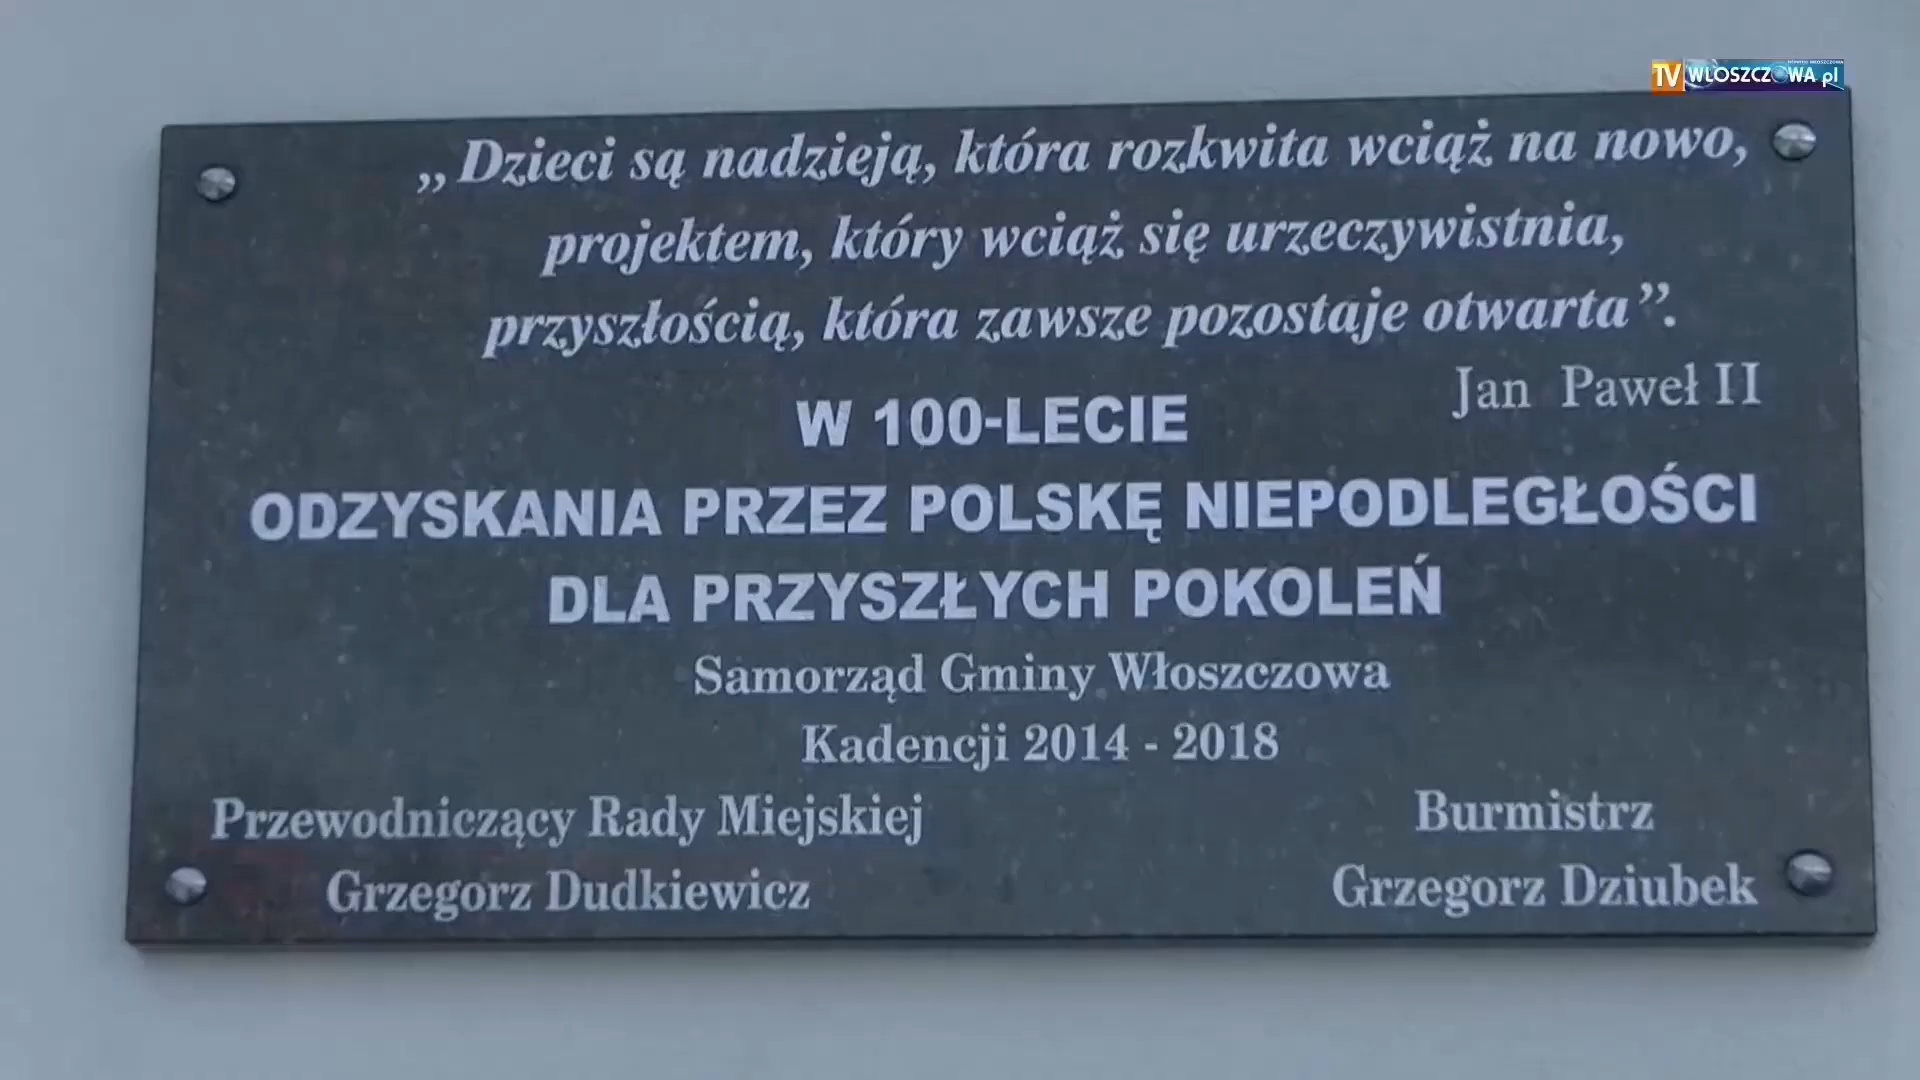 TV WŁOSZCZOWA.pl
„Dzieci są nadzieją, która rozkwita wciąż na nowo,
projektem, który wciąż się urzeczywistnia,
przyszłością, która zawsze pozostaje otwarta”.
Jan Paweł II
W 100-LECIE
ODZYSKANIA PRZEZ POLSKĘ NIEPODLEGŁOŚCI
DLA PRZYSZŁYCH POKOLEŃ
Samorząd Gminy Włoszczowa
Kadencji 2014 - 2018
Przewodniczący Rady Miejskiej
Grzegorz Dudkiewicz
Burmistrz
Grzegorz Dziubek